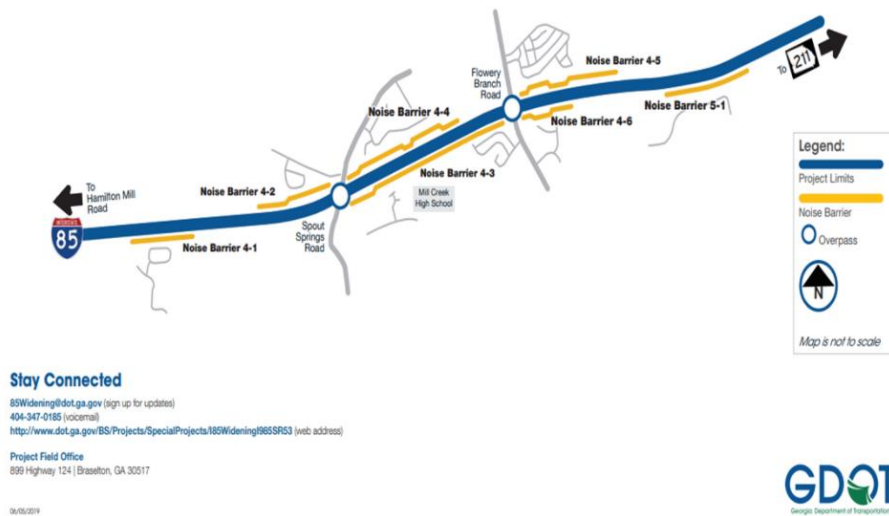 211
To
Flowery
Branch
Road
Noise Barrier 4-5
Noise Barrier 4-4
Noise Barrier 5-1
Noise Barrier 4-6
Noise Barrier 4-3
Noise Barrier 4-2
Mill Creek
High School
To
Hamilton Mill
Road
85
Spout
Springs
Road
Noise Barrier 4-1
Legend:
Project Limits
Noise Barrier
Overpass
N
Map is not to scale
Stay Connected
85Widening@dot.ga.gov (sign up for updates)
404-347-0185 (voicemail)
http://www.dot.ga.gov/BS/Projects/SpecialProjects/I85WideningI985SR53 (web address)
Project Field Office
899 Highway 124 | Braselton, GA 30517
06/05/2019
GDOT
Georgia Department of Transportation